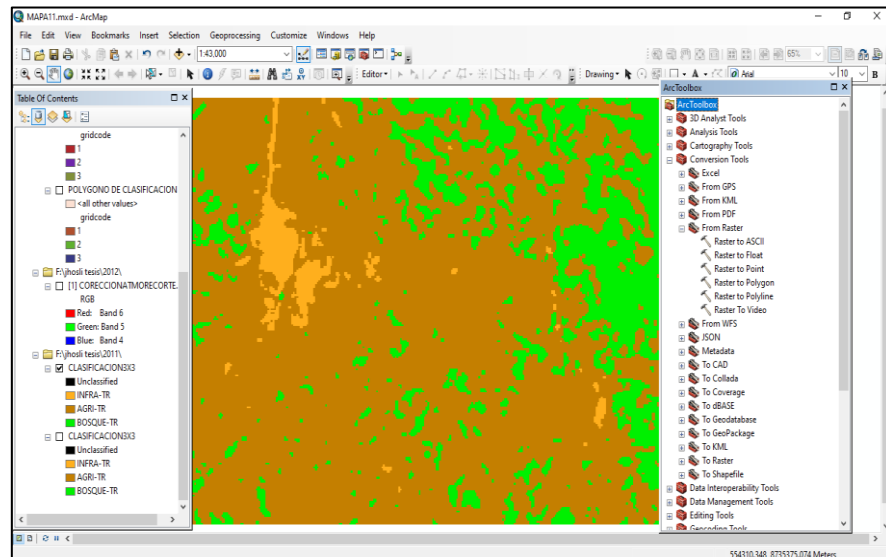 MAPA11.mxd - ArcMap
File Edit View Bookmarks Insert Selection Geoprocessing Customize Windows Help
1:43,000
65%
Editor
Drawing
Arial
10
B
Table Of Contents
gridcode
1
2
3
POLYGONO DE CLASIFICACION
<all other values>
gridcode
1
2
3
F:\jhosli tesis\2012\
[1] CORECCIONATMORECORTE.
RGB
Red: Band 6
Green: Band 5
Blue: Band 4
F:\jhosli tesis\2011\
CLASIFICACION3X3
Unclassified
INFRA-TR
AGRI-TR
BOSQUE-TR
CLASIFICACION3X3
Unclassified
INFRA-TR
AGRI-TR
BOSQUE-TR
ArcToolbox
ArcToolbox
3D Analyst Tools
Analysis Tools
Cartography Tools
Conversion Tools
Excel
From GPS
From KML
From PDF
From Raster
Raster to ASCII
Raster to Float
Raster to Point
Raster to Polygon
Raster to Polyline
Raster To Video
From WFS
JSON
Metadata
To CAD
To Collada
To Coverage
To dBASE
To Geodatabase
To GeoPackage
To KML
To Raster
To Shapefile
Data Interoperability Tools
Data Management Tools
Editing Tools
Geocoding Tools
554310.348 8735375.074 Meters